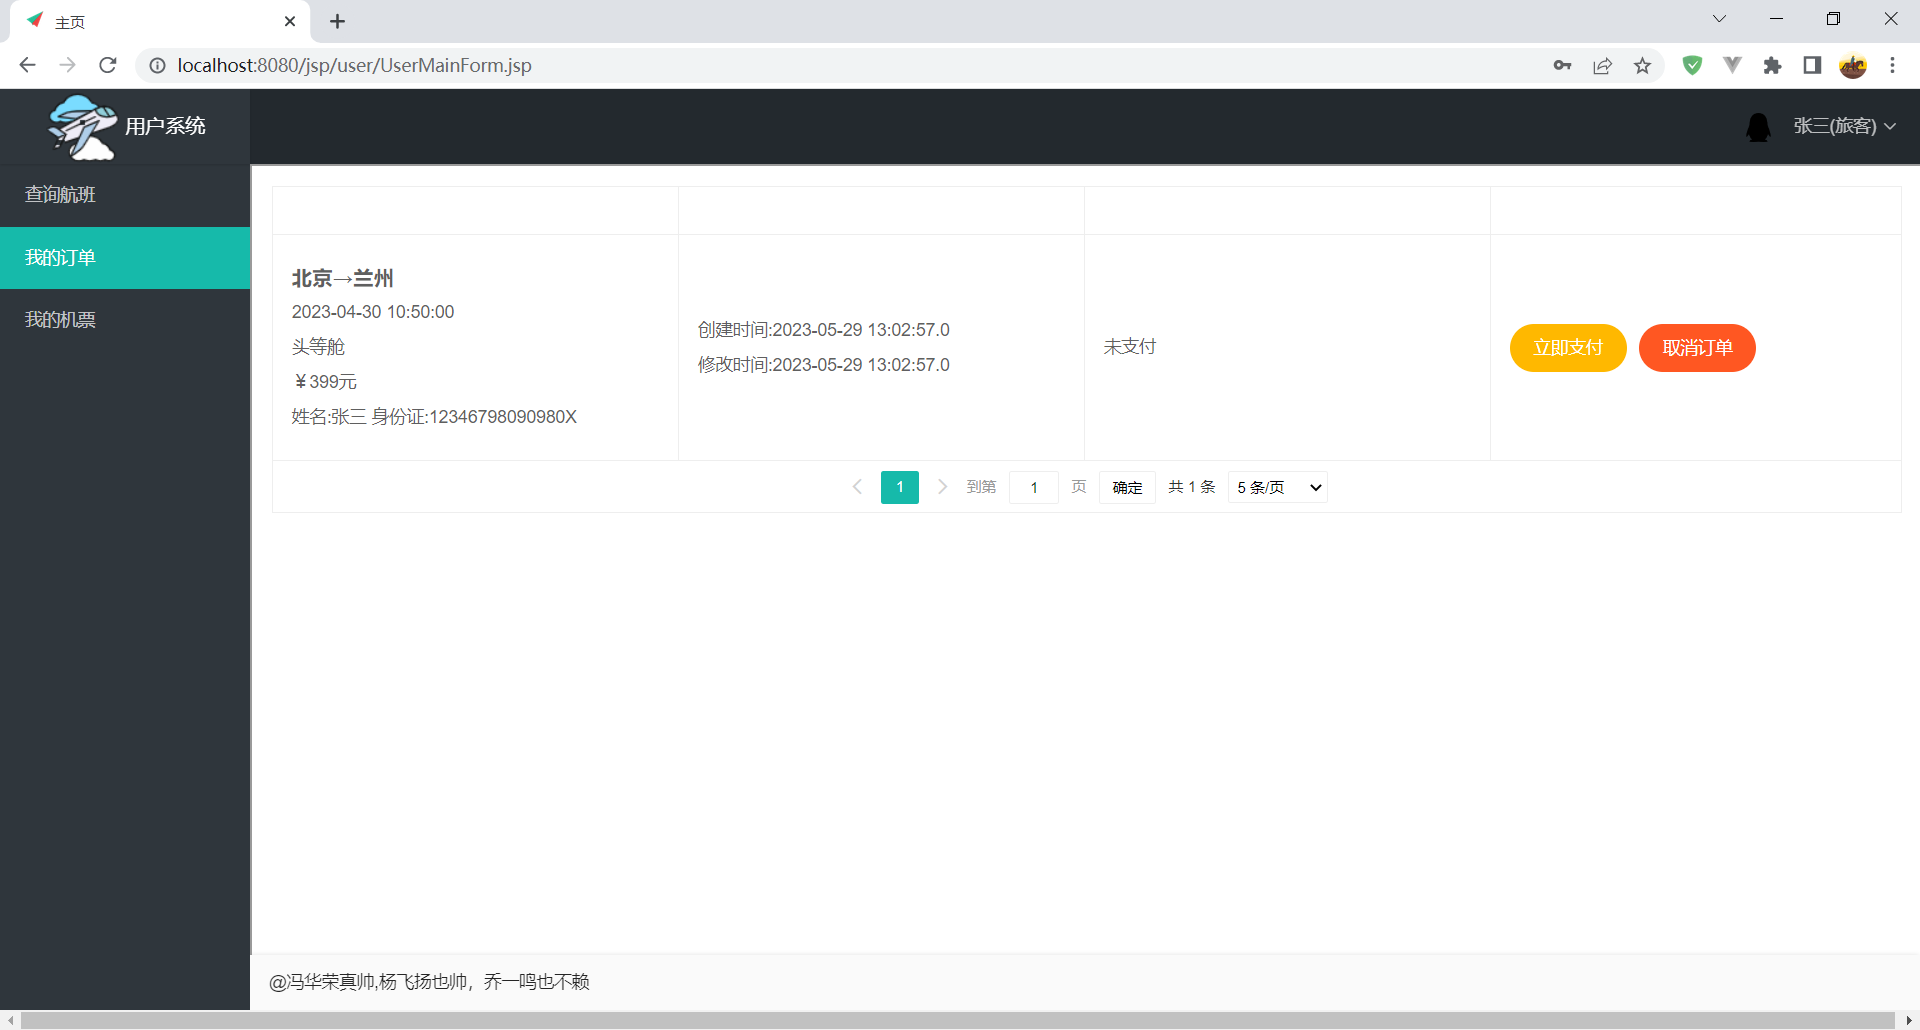 主页
localhost:8080/jsp/user/UserMainForm.jsp
用户系统
张三(旅客)
查询航班
我的订单
我的机票
北京→兰州
2023-04-30 10:50:00
头等舱
￥399元
姓名:张三 身份证:12346798090980X
创建时间:2023-05-29 13:02:57.0
修改时间:2023-05-29 13:02:57.0
未支付
立即支付 取消订单
1 到第 1 页 确定 共 1 条 5 条/页
@冯华荣真帅,杨飞扬也帅，乔一鸣也不赖